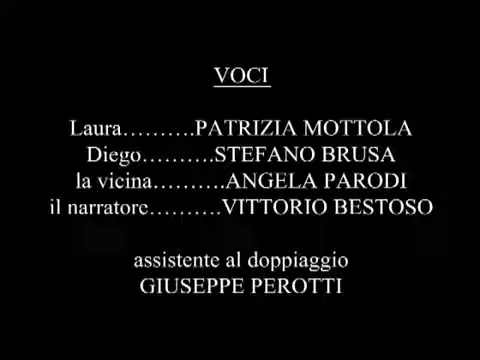 VOCI
Laura……….PATRIZIA MOTTOLA
Diego……….STEFANO BRUSA
la vicina……….ANGELA PARODI
il narratore……….VITTORIO BESTOSO
assistente al doppiaggio
GIUSEPPE PEROTTI